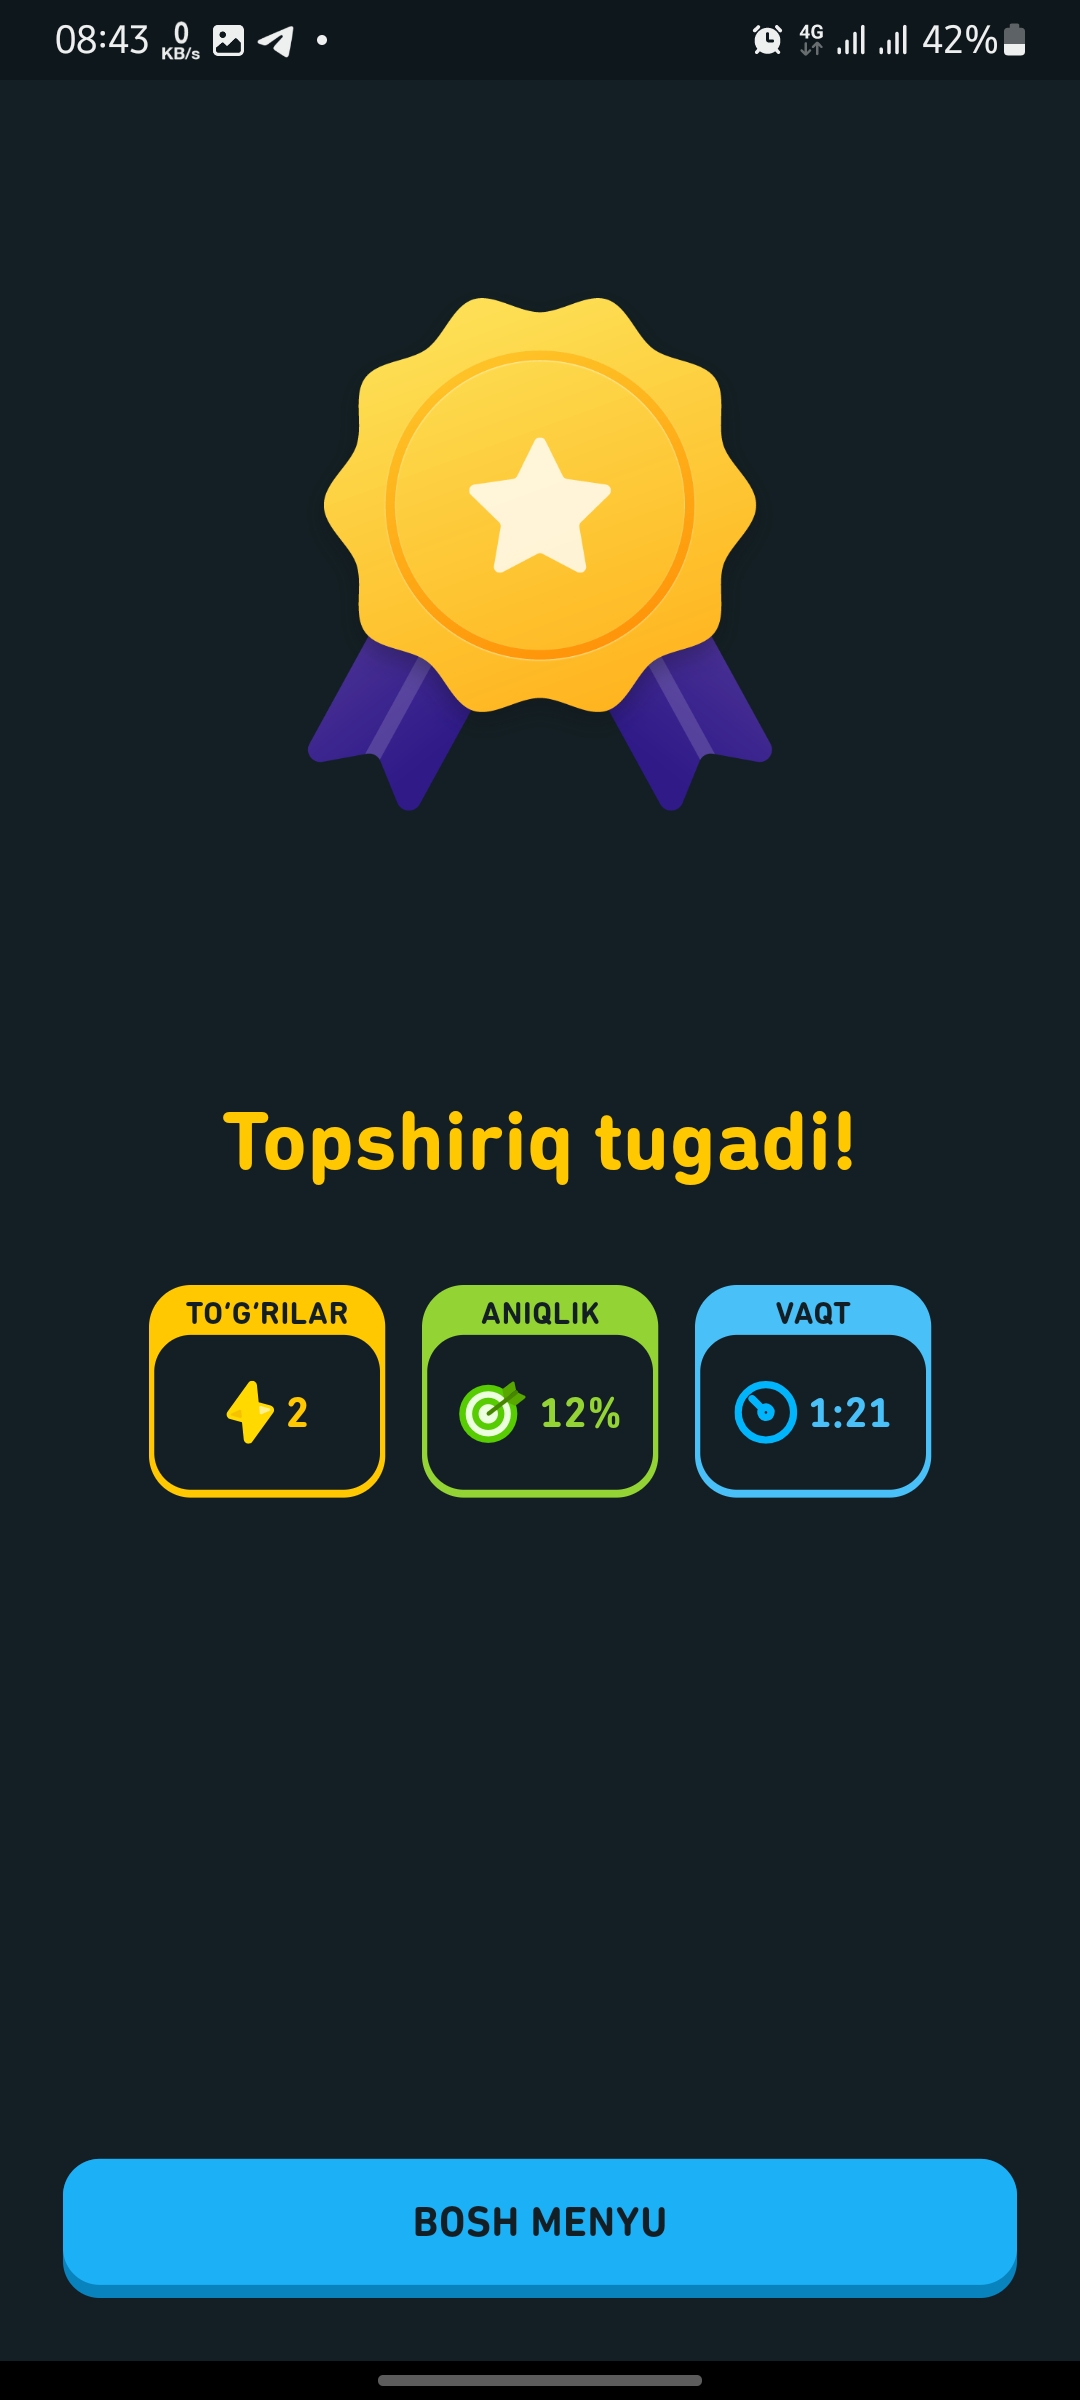 08:43 0 KB/s 4G 42%
Topshiriq tugadi!
TO‘G‘RILAR ANIQLIK VAQT
2 12% 1:21
BOSH MENYU